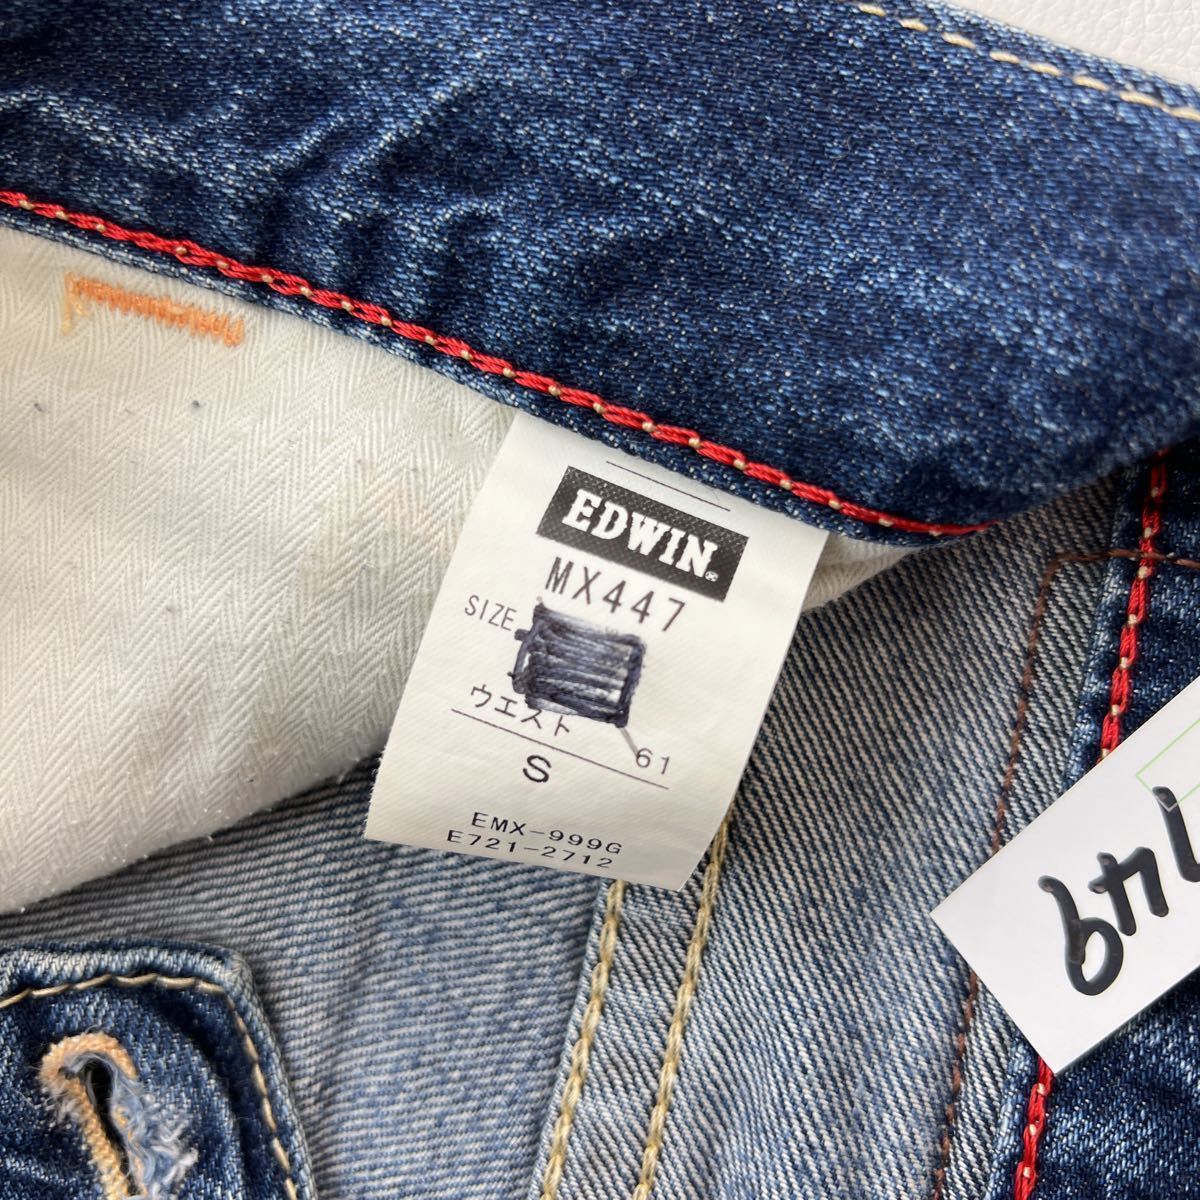 EDWIN®
MX447
SIZE
ウエスト 61
S
EMX-999G
E721-2712